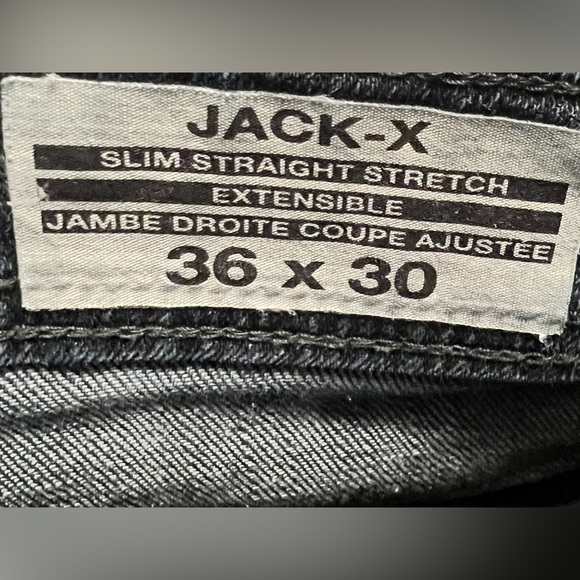 JACK-X
SLIM STRAIGHT STRETCH
EXTENSIBLE
JAMBE DROITE COUPE AJUSTÉE
36 x 30